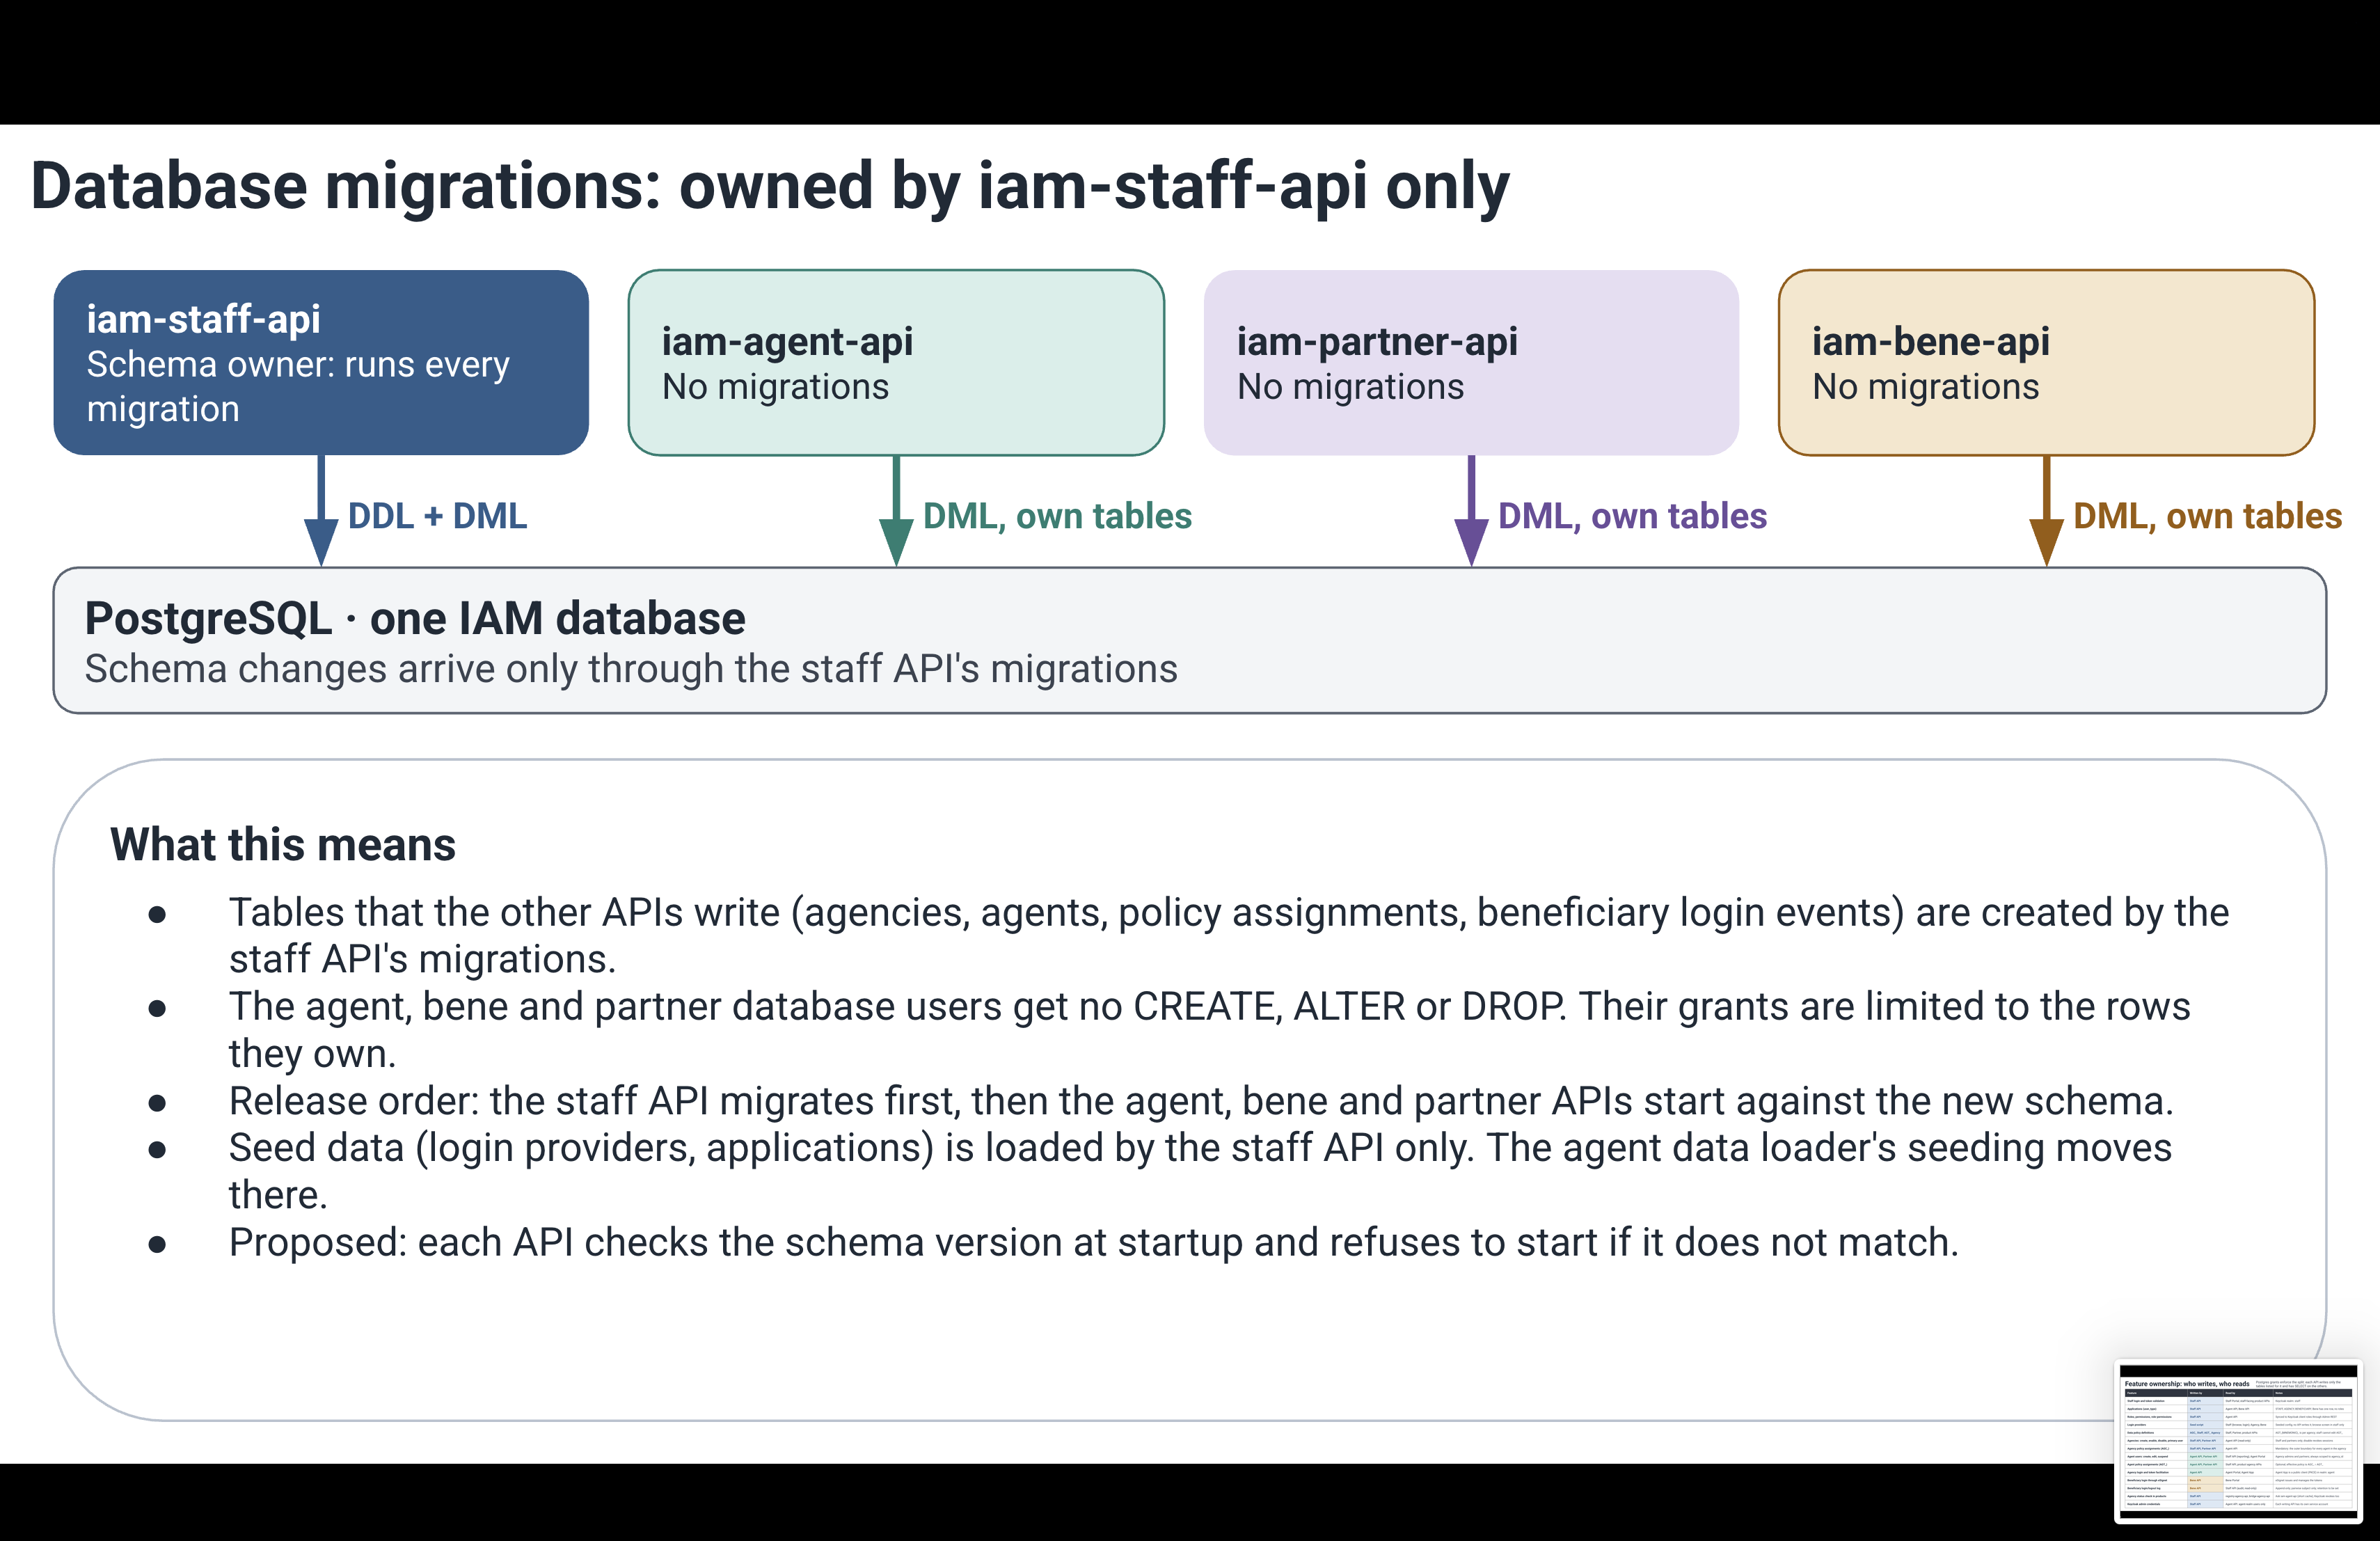 Database migrations: owned by iam-staff-api only
iam-staff-api
Schema owner: runs every
migration
iam-agent-api
No migrations
iam-partner-api
No migrations
iam-bene-api
No migrations
DDL + DML
DML, own tables
DML, own tables
DML, own tables
PostgreSQL · one IAM database
Schema changes arrive only through the staff API's migrations
What this means
● Tables that the other APIs write (agencies, agents, policy assignments, beneficiary login events) are created by the
staff API's migrations.
● The agent, bene and partner database users get no CREATE, ALTER or DROP. Their grants are limited to the rows
they own.
● Release order: the staff API migrates first, then the agent, bene and partner APIs start against the new schema.
● Seed data (login providers, applications) is loaded by the staff API only. The agent data loader's seeding moves
there.
● Proposed: each API checks the schema version at startup and refuses to start if it does not match.
Feature ownership: who writes, who reads